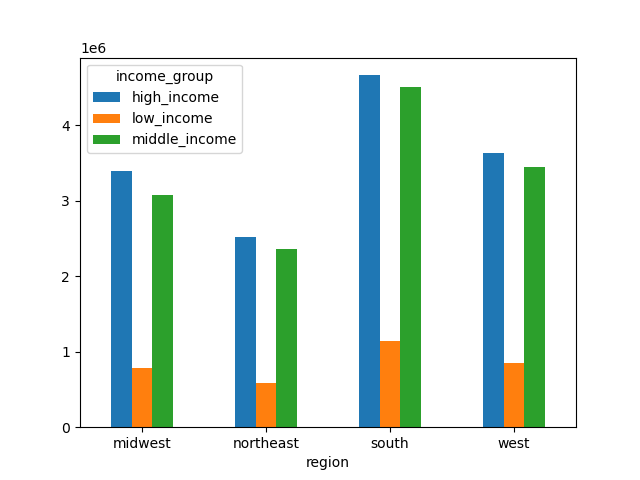 1e6
income_group
high_income
low_income
middle_income
4
3
2
1
0
midwest northeast south west
region